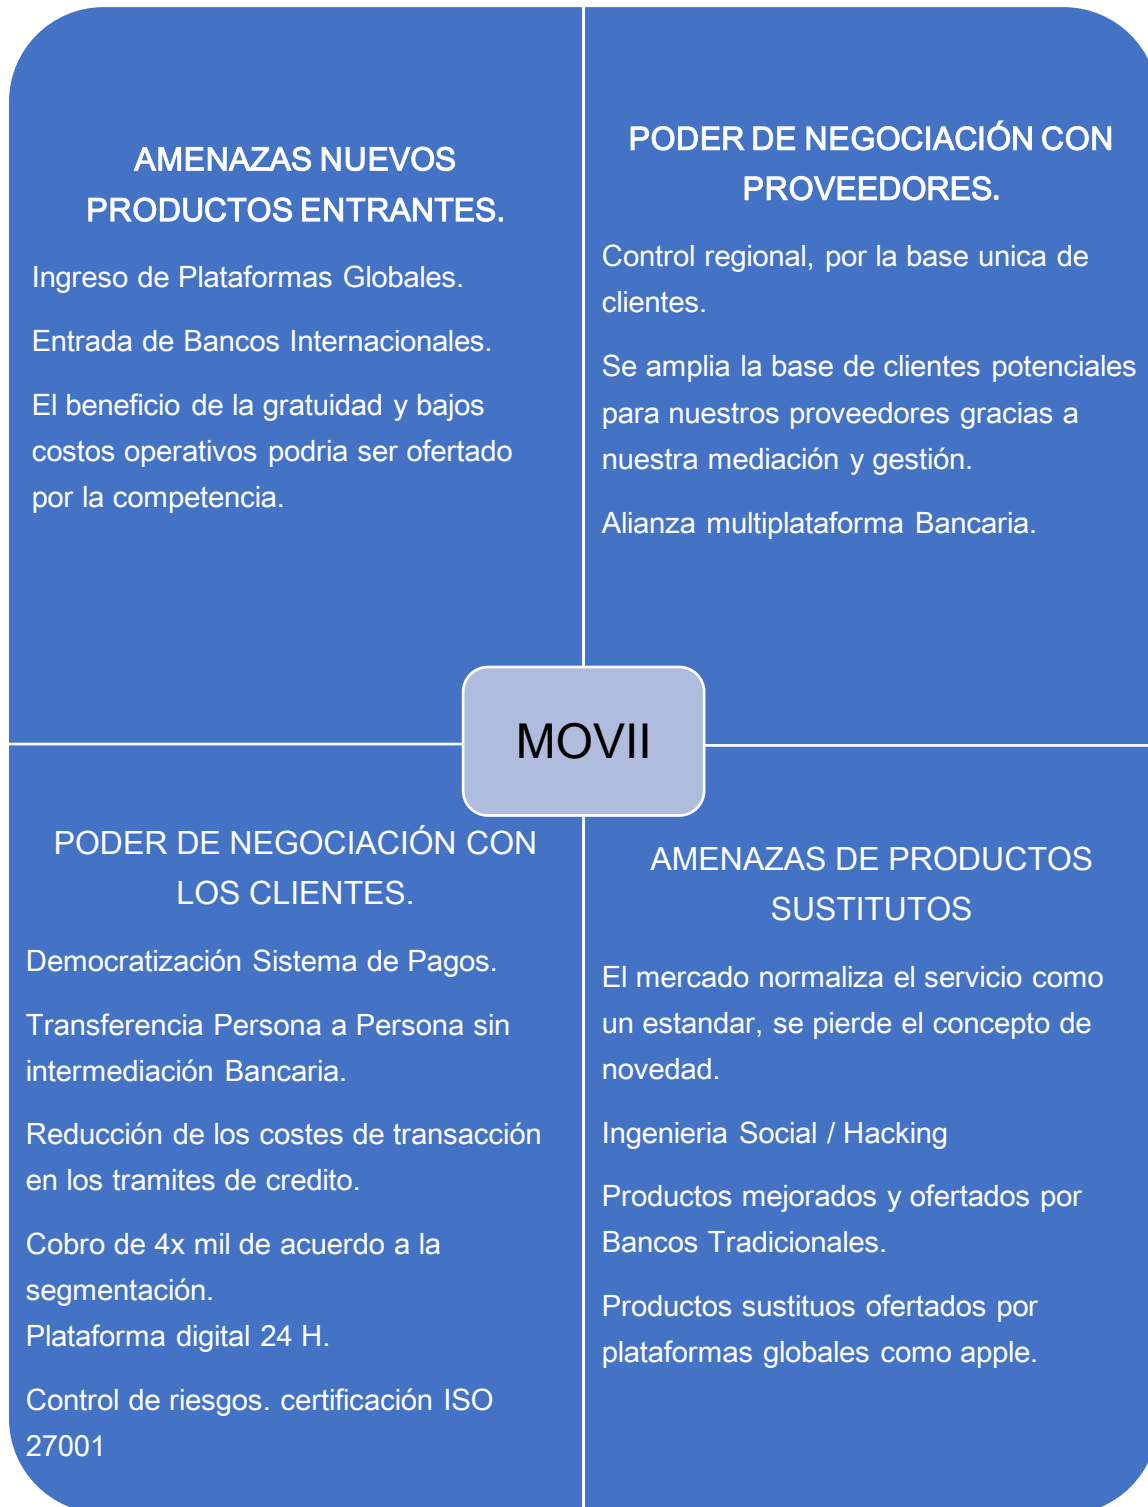 AMENAZAS NUEVOS
PRODUCTOS ENTRANTES.
Ingreso de Plataformas Globales.
Entrada de Bancos Internacionales.
El beneficio de la gratuidad y bajos
costos operativos podria ser ofertado
por la competencia.
PODER DE NEGOCIACIÓN CON
PROVEEDORES.
Control regional, por la base unica de
clientes.
Se amplia la base de clientes potenciales
para nuestros proveedores gracias a
nuestra mediación y gestión.
Alianza multiplataforma Bancaria.
MOVII
PODER DE NEGOCIACIÓN CON
LOS CLIENTES.
Democratización Sistema de Pagos.
Transferencia Persona a Persona sin
intermediación Bancaria.
Reducción de los costes de transacción
en los tramites de credito.
Cobro de 4x mil de acuerdo a la
segmentación.
Plataforma digital 24 H.
Control de riesgos. certificación ISO
27001
AMENAZAS DE PRODUCTOS
SUSTITUTOS
El mercado normaliza el servicio como
un estandar, se pierde el concepto de
novedad.
Ingenieria Social / Hacking
Productos mejorados y ofertados por
Bancos Tradicionales.
Productos sustituos ofertados por
plataformas globales como apple.